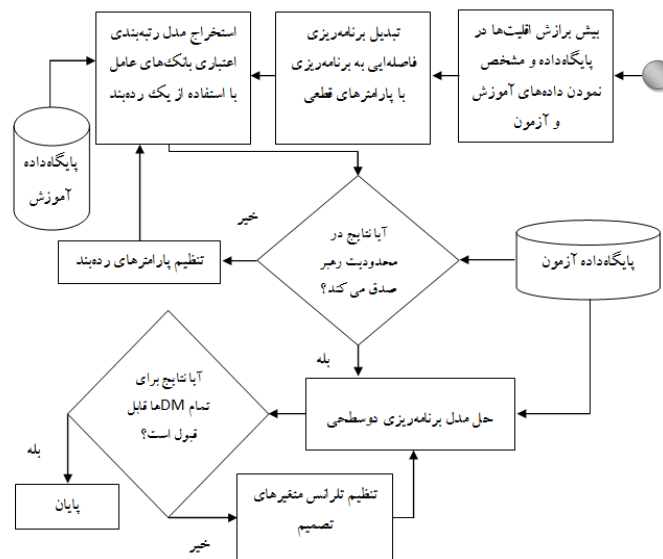 بیش برازش اقلیت‌ها در
پایگاه‌داده و مشخص
نمودن داده‌های آموزش
و آزمون
تبدیل برنامه‌ریزی
فاصله‌ایی به برنامه‌ریزی
با پارامترهای قطعی
استخراج مدل رتبه‌بندی
اعتباری بانک‌های عامل
با استفاده از یک رده‌بند
پایگاه‌داده
آموزش
خیر
آیا نتایج در
محدودیت رهبر
صدق می کند؟
تنظیم پارامترهای رده‌بند
پایگاه‌داده آزمون
بله
حل مدل برنامه‌ریزی دوسطحی
آیا نتایج برای
تمام DMها قابل
قبول است؟
بله
پایان
تنظیم تلرانس متغیرهای
تصمیم
خیر